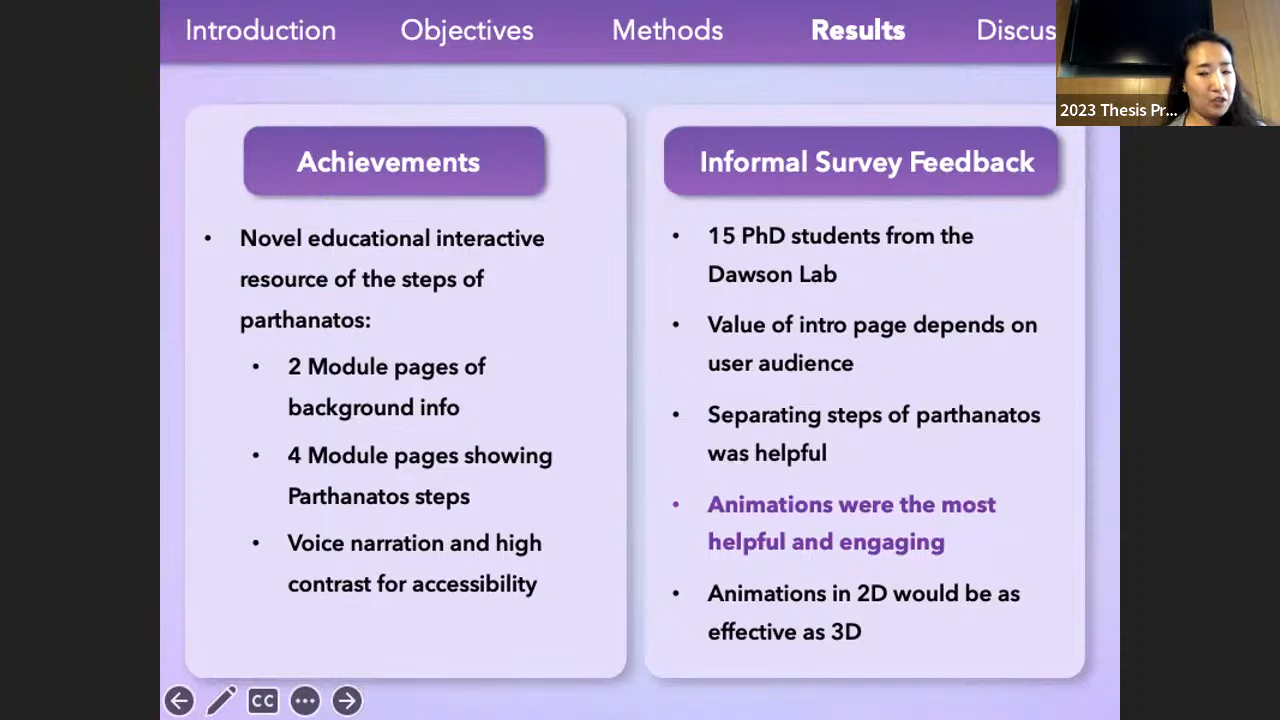 Introduction Objectives Methods Results Discus
2023 Thesis Pr...
Achievements
• Novel educational interactive
resource of the steps of
parthanatos:
• 2 Module pages of
background info
• 4 Module pages showing
Parthanatos steps
• Voice narration and high
contrast for accessibility
Informal Survey Feedback
• 15 PhD students from the
Dawson Lab
• Value of intro page depends on
user audience
• Separating steps of parthanatos
was helpful
• Animations were the most
helpful and engaging
• Animations in 2D would be as
effective as 3D
CC